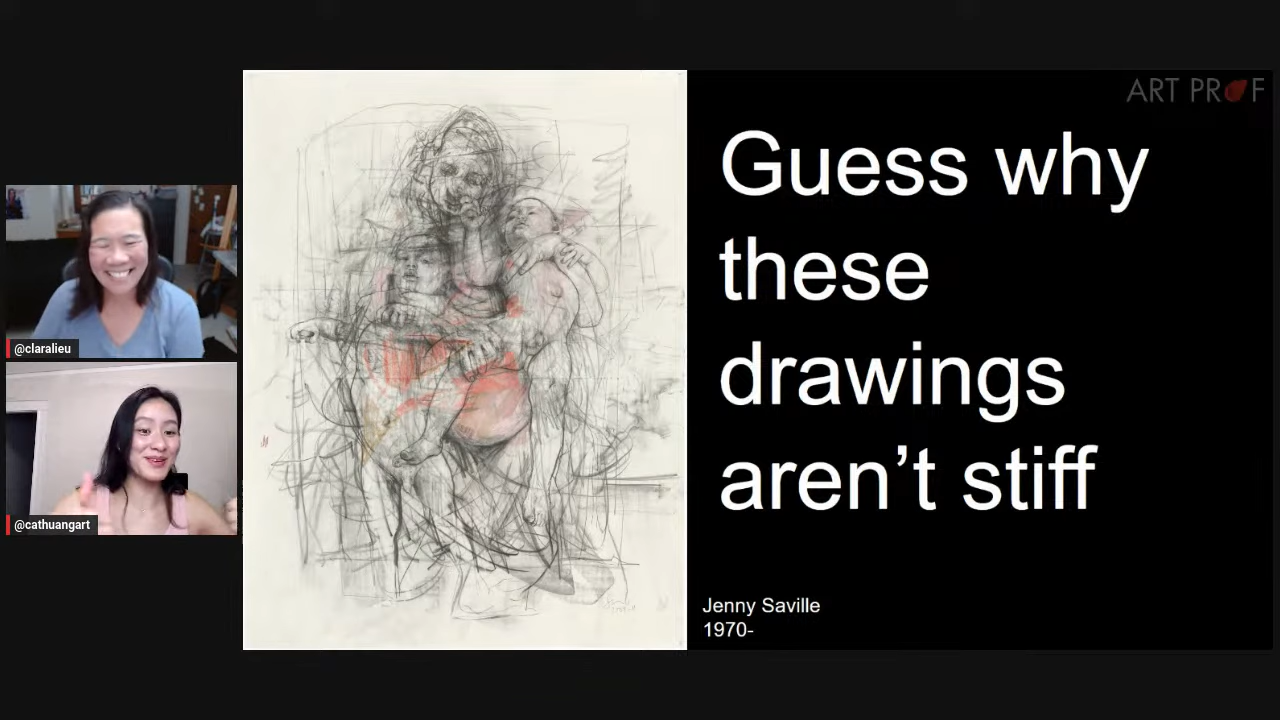 ART PROF
Guess why
these
drawings
aren't stiff
@claralieu
@cathuangart
Jenny Saville
1970-